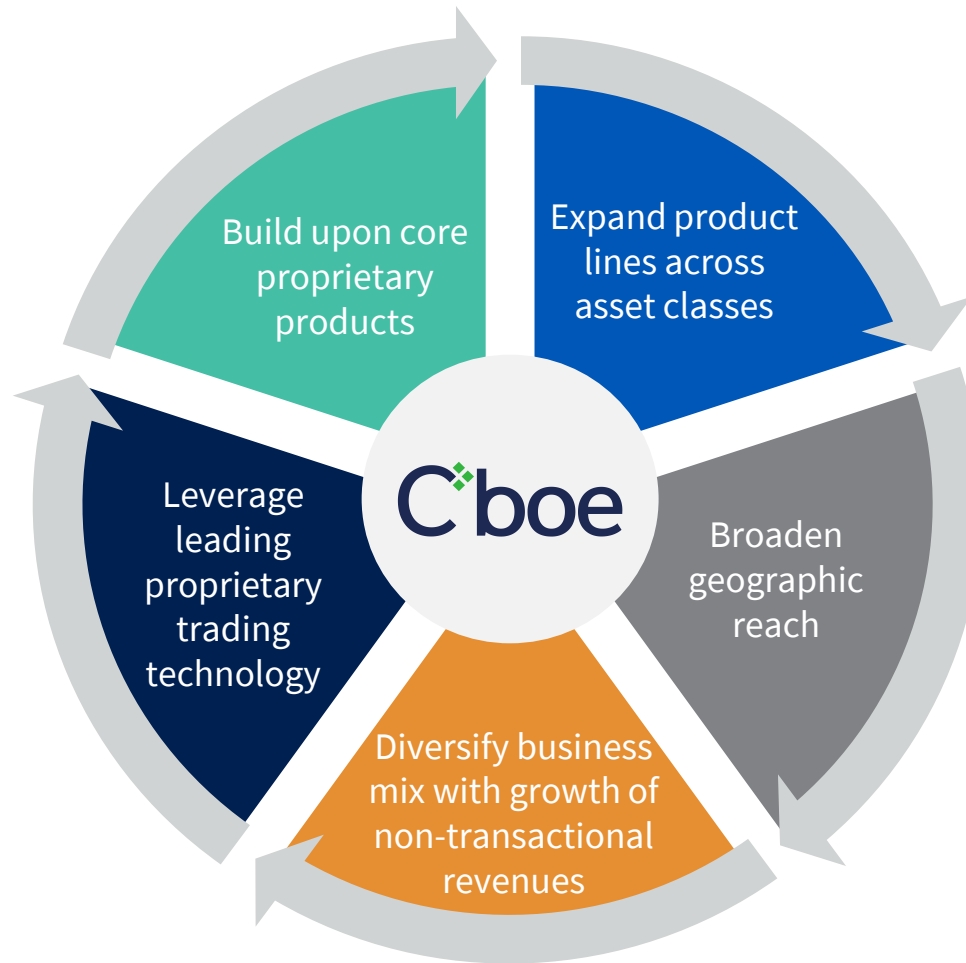 Build upon core
proprietary
products
Expand product
lines across
asset classes
Leverage
leading
proprietary
trading
technology
Cboe
Broaden
geographic
reach
Diversify business
mix with growth of
non-transactional
revenues